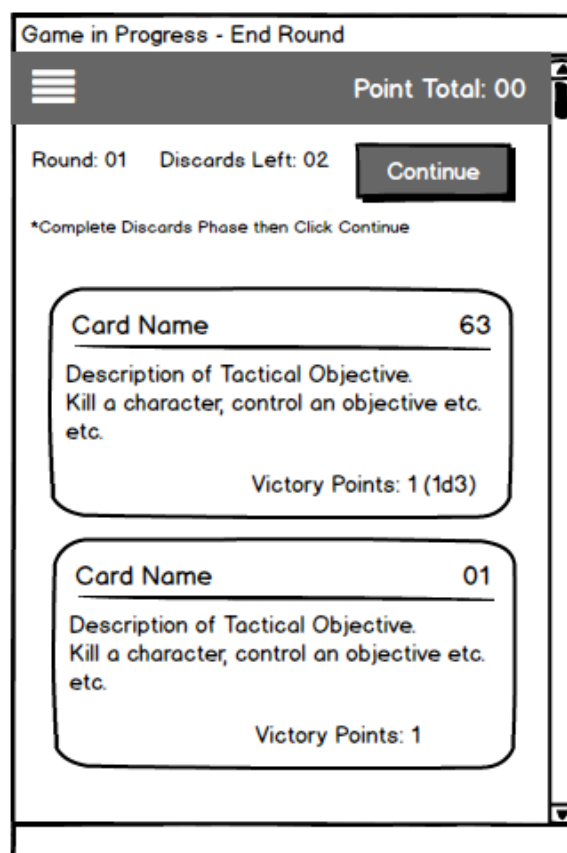 Game in Progress - End Round
Point Total: 00
Round: 01 Discards Left: 02 Continue
*Complete Discards Phase then Click Continue
Card Name 63
Description of Tactical Objective.
Kill a character, control an objective etc.
etc.
Victory Points: 1 (1d3)
Card Name 01
Description of Tactical Objective.
Kill a character, control an objective etc.
etc.
Victory Points: 1